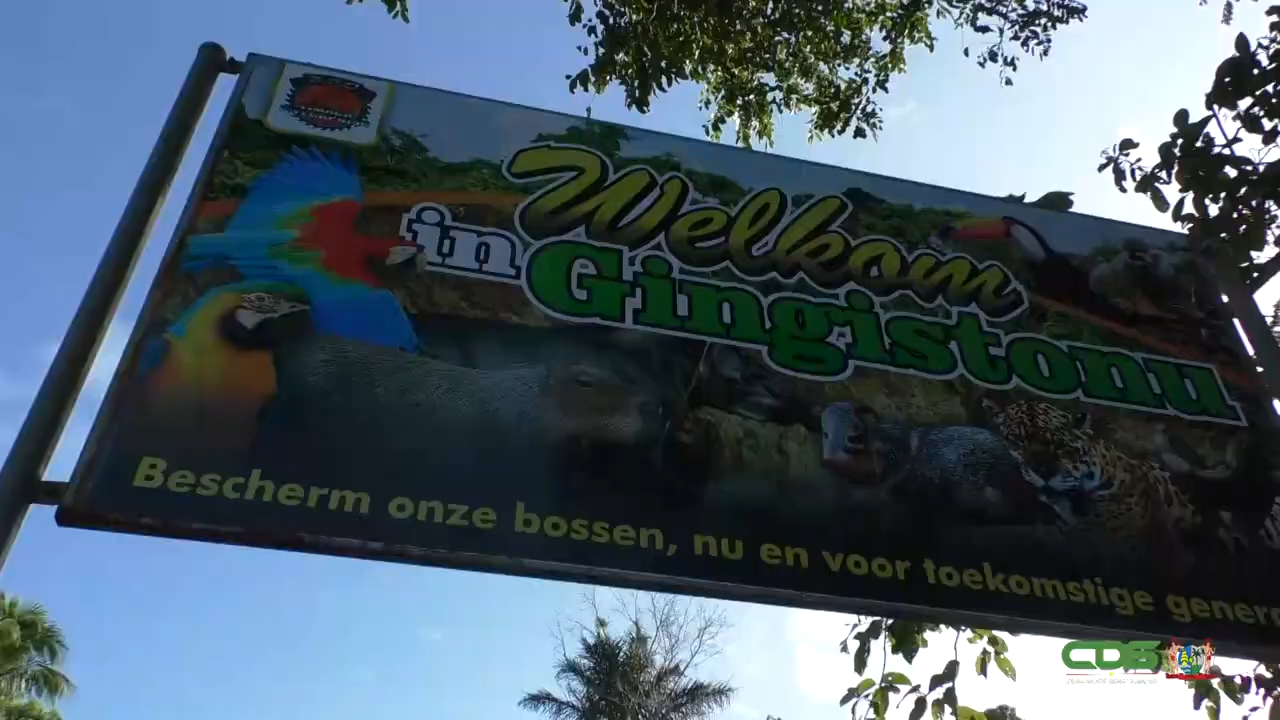 Welkom
in Gingistonu
Bescherm onze bossen, nu en voor toekomstige gener
CDS